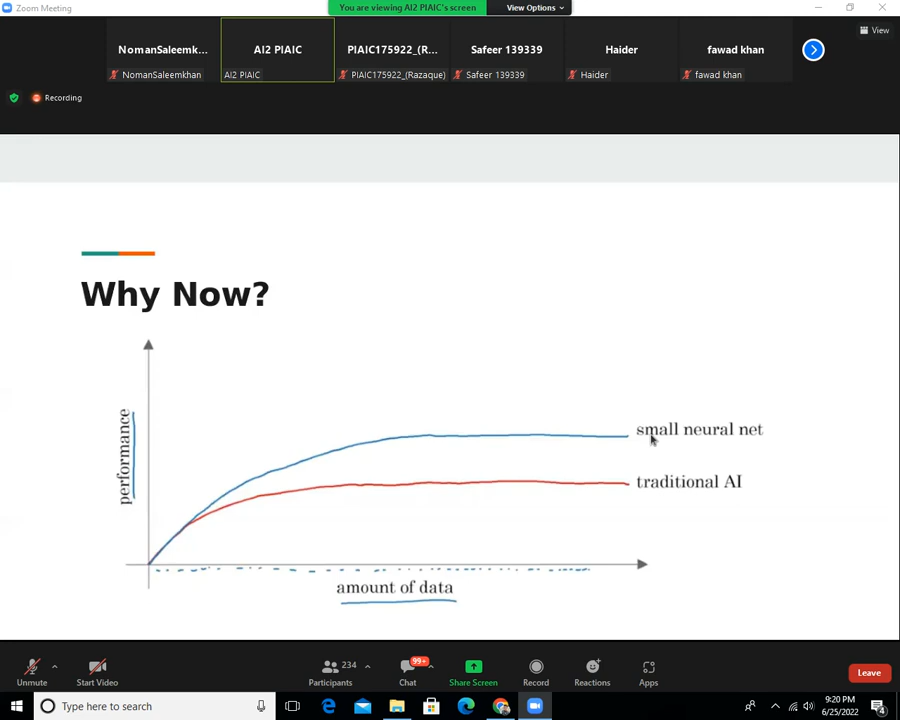 Zoom Meeting
You are viewing AI2 PIAIC's screen
View Options
View
NomanSaleemk...
AI2 PIAIC
PIAIC175922_(R...
Safeer 139339
Haider
fawad khan
NomanSaleemkhan
AI2 PIAIC
PIAIC175922_(Razaque)
Safeer 139339
Haider
fawad khan
Recording
Why Now?
performance
small neural net
traditional AI
amount of data
Unmute
Start Video
234
Participants
99+
Chat
Share Screen
Record
Reactions
Apps
Leave
Type here to search
9:20 PM
6/25/2022
4